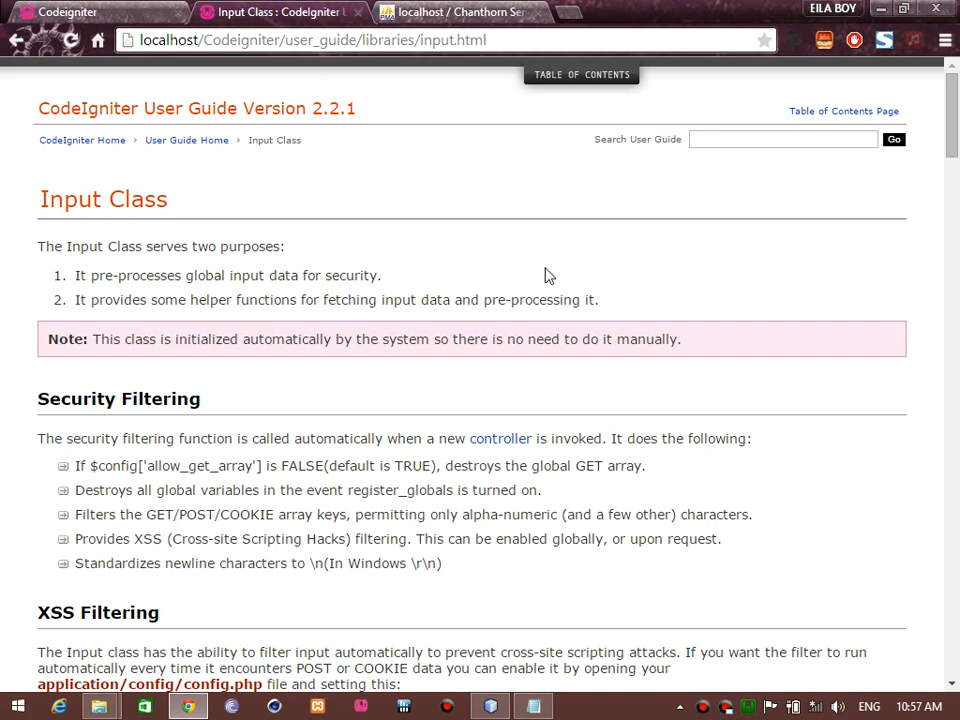 Codeigniter
Input Class : CodeIgniter U
localhost / Chanthorn Ser
EILA BOY
localhost/Codeigniter/user_guide/libraries/input.html
TABLE OF CONTENTS
CodeIgniter User Guide Version 2.2.1
Table of Contents Page
CodeIgniter Home › User Guide Home › Input Class
Search User Guide
Go
Input Class
The Input Class serves two purposes:
1. It pre-processes global input data for security.
2. It provides some helper functions for fetching input data and pre-processing it.
Note: This class is initialized automatically by the system so there is no need to do it manually.
Security Filtering
The security filtering function is called automatically when a new controller is invoked. It does the following:
If $config['allow_get_array'] is FALSE(default is TRUE), destroys the global GET array.
Destroys all global variables in the event register_globals is turned on.
Filters the GET/POST/COOKIE array keys, permitting only alpha-numeric (and a few other) characters.
Provides XSS (Cross-site Scripting Hacks) filtering. This can be enabled globally, or upon request.
Standardizes newline characters to \n(In Windows \r\n)
XSS Filtering
The Input class has the ability to filter input automatically to prevent cross-site scripting attacks. If you want the filter to run
automatically every time it encounters POST or COOKIE data you can enable it by opening your
application/config/config.php file and setting this:
ENG
10:57 AM